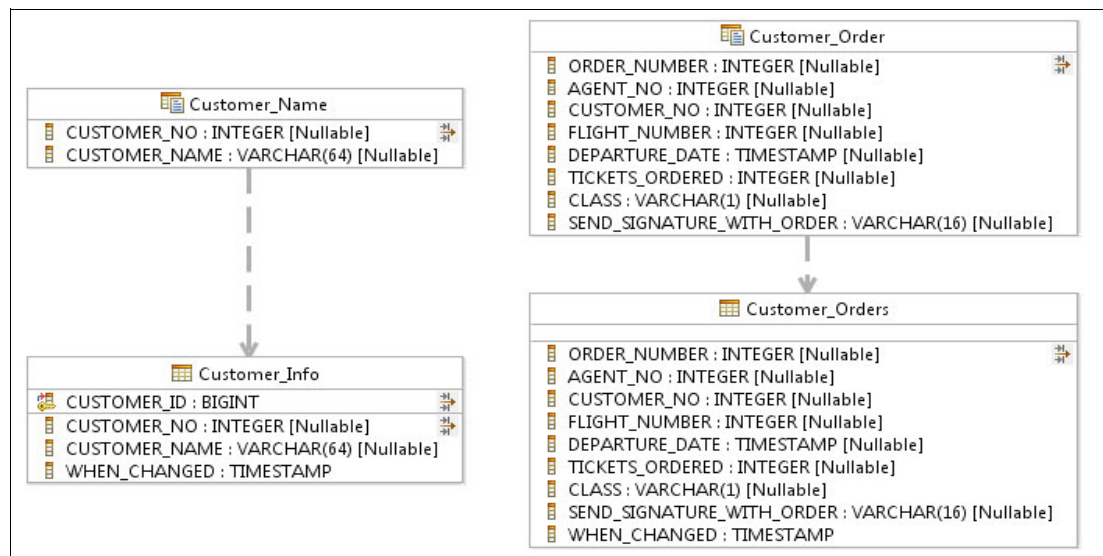 Customer_Name
CUSTOMER_NO : INTEGER [Nullable]
CUSTOMER_NAME : VARCHAR(64) [Nullable]
Customer_Info
CUSTOMER_ID : BIGINT
CUSTOMER_NO : INTEGER [Nullable]
CUSTOMER_NAME : VARCHAR(64) [Nullable]
WHEN_CHANGED : TIMESTAMP
Customer_Order
ORDER_NUMBER : INTEGER [Nullable]
AGENT_NO : INTEGER [Nullable]
CUSTOMER_NO : INTEGER [Nullable]
FLIGHT_NUMBER : INTEGER [Nullable]
DEPARTURE_DATE : TIMESTAMP [Nullable]
TICKETS_ORDERED : INTEGER [Nullable]
CLASS : VARCHAR(1) [Nullable]
SEND_SIGNATURE_WITH_ORDER : VARCHAR(16) [Nullable]
Customer_Orders
ORDER_NUMBER : INTEGER [Nullable]
AGENT_NO : INTEGER [Nullable]
CUSTOMER_NO : INTEGER [Nullable]
FLIGHT_NUMBER : INTEGER [Nullable]
DEPARTURE_DATE : TIMESTAMP [Nullable]
TICKETS_ORDERED : INTEGER [Nullable]
CLASS : VARCHAR(1) [Nullable]
SEND_SIGNATURE_WITH_ORDER : VARCHAR(16) [Nullable]
WHEN_CHANGED : TIMESTAMP